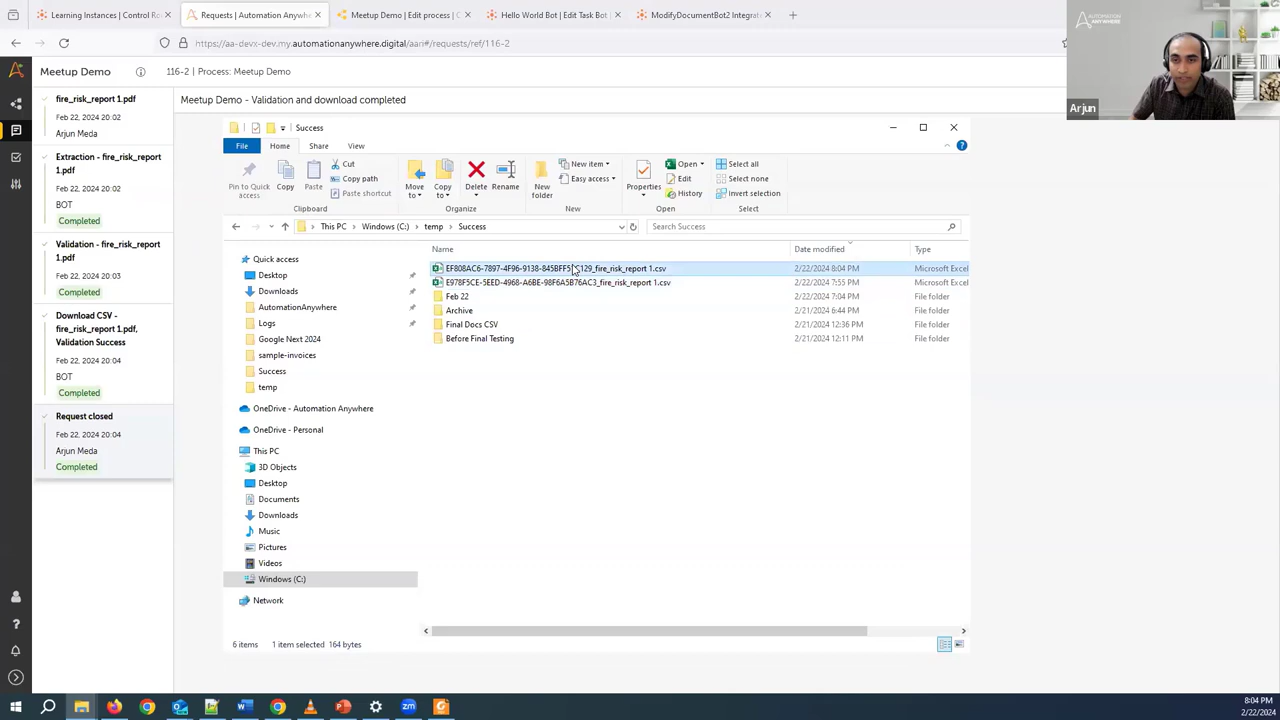 Learning Instances | Control Ro
Requests | Automation Anywhere
Meetup Demo | Edit process | C
Hello World Bot | Edit Task Bot |
ModifyDocumentBot2 Integrat
https://aa-devx-dev.my.automationanywhere.digital/aari#/requests/ref/116-2
Meetup Demo
116-2 | Process: Meetup Demo
AUTOMATION
ANYWHERE
Arjun
fire_risk_report 1.pdf
Feb 22, 2024 20:02
Arjun Meda
Extraction - fire_risk_report
1.pdf
Feb 22, 2024 20:02
BOT
Completed
Validation - fire_risk_report
1.pdf
Feb 22, 2024 20:04
Completed
Download CSV -
fire_risk_report 1.pdf,
Validation Success
Feb 22, 2024 20:04
BOT
Completed
Request closed
Feb 22, 2024 20:04
Arjun Meda
Completed
Meetup Demo - Validation and download completed
Success
File
Home
Share
View
Pin to Quick
access
Copy
Paste
Cut
Copy path
Paste shortcut
Clipboard
Move
to
Copy
to
Delete
Rename
Organize
New
folder
New item
Easy access
New
Properties
Open
Edit
History
Open
Select all
Select none
Invert selection
Select
This PC
Windows (C:)
temp
Success
Search Success
Quick access
Desktop
Downloads
AutomationAnywhere
Logs
Google Next 2024
sample-invoices
Success
temp
OneDrive - Automation Anywhere
OneDrive - Personal
This PC
3D Objects
Desktop
Documents
Downloads
Music
Pictures
Videos
Windows (C:)
Network
Name Date modified Type
2/22/2024 8:04 PM Microsoft Excel
E978F5CE-5EED-4968-A6BE-98F6A5B76AC3_fire_risk_report 1.csv 2/22/2024 7:55 PM Microsoft Excel
Feb 22 2/22/2024 7:04 PM File folder
Archive 2/21/2024 6:44 PM File folder
Final Docs CSV 2/21/2024 12:36 PM File folder
Before Final Testing 2/21/2024 12:11 PM File folder
6 items 1 item selected 164 bytes
8:04 PM
2/22/2024